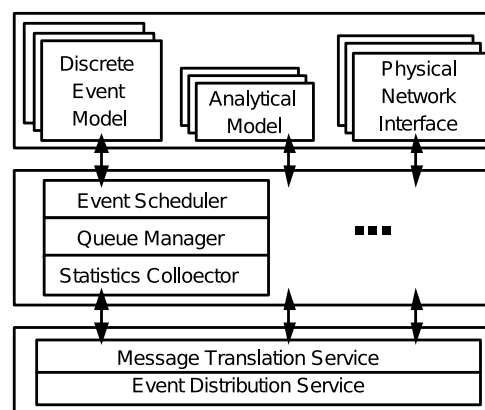 Discrete
Event
Model
Analytical
Model
Physical
Network
Interface
Event Scheduler
Queue Manager
Statistics Colloector
Message Translation Service
Event Distribution Service